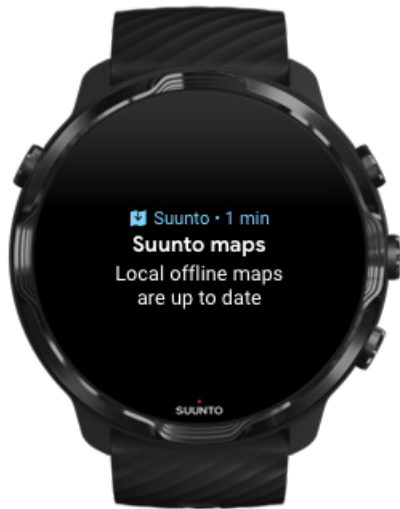 Suunto • 1 min
Suunto maps
Local offline maps
are up to date
SUUNTO